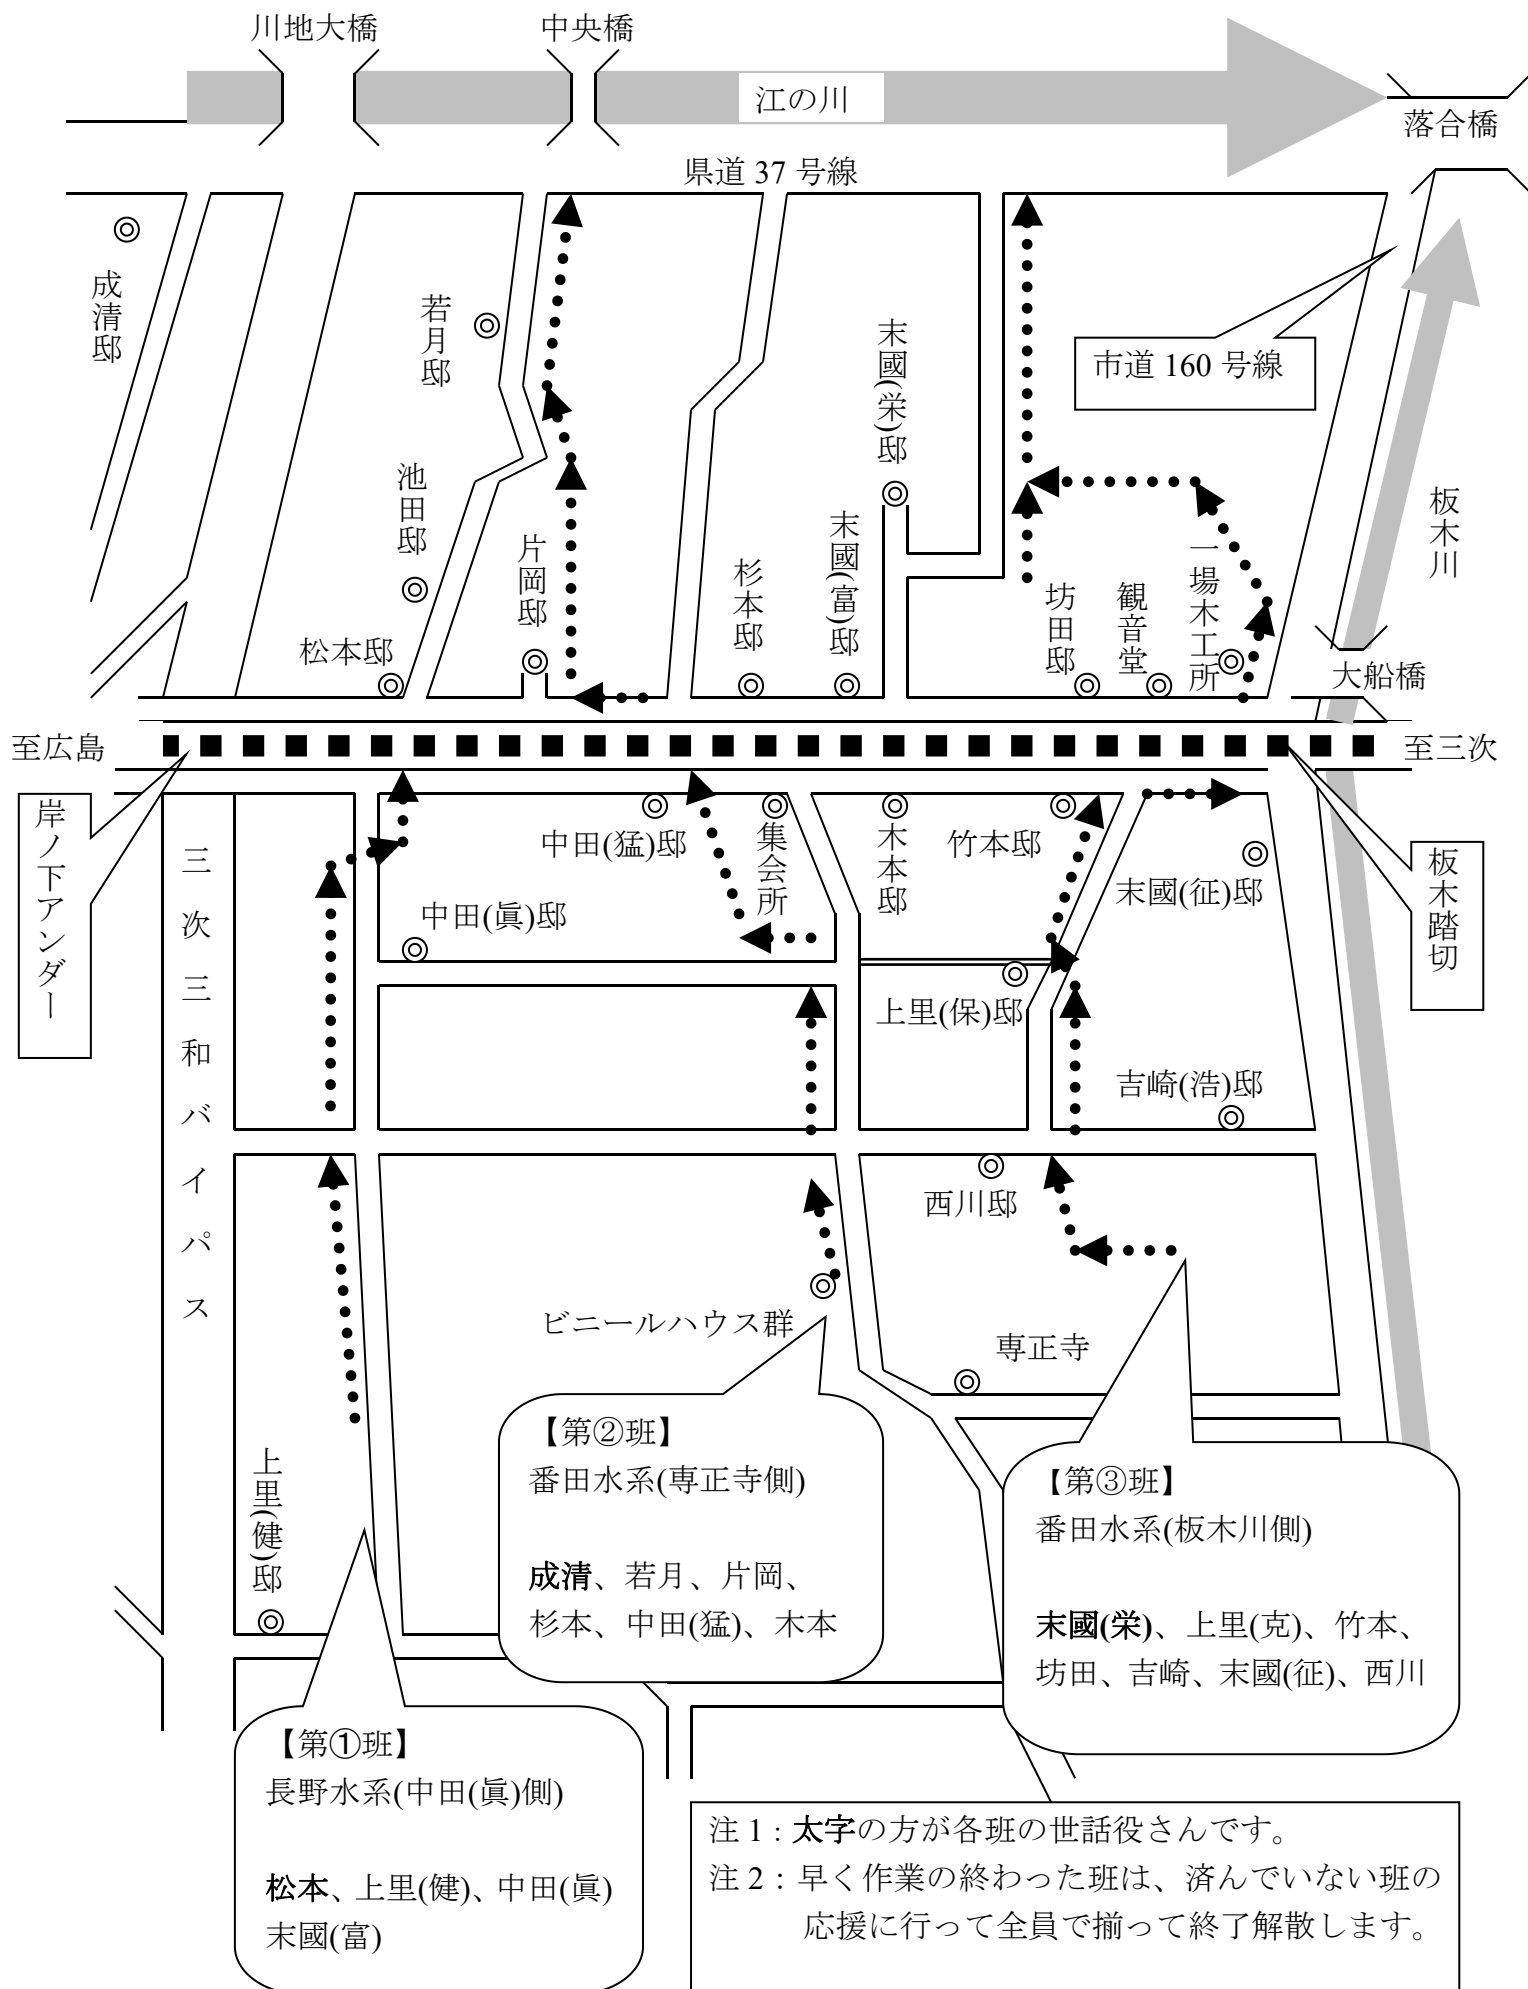 川地大橋
中央橋
江の川
落合橋
県道 37 号線
成清邸
若月邸
末國(栄)邸
市道 160 号線
池田邸
片岡邸
末國(富)邸
杉本邸
坊田邸
観音堂
一場木工所
板木川
松本邸
大船橋
至広島
至三次
岸ノ下アンダー
三次三和バイパス
中田(猛)邸
集会所
木本邸
竹本邸
末國(征)邸
板木踏切
中田(眞)邸
上里(保)邸
吉崎(浩)邸
西川邸
ビニールハウス群
専正寺
上里(健)邸
【第②班】
番田水系(専正寺側)
成清、若月、片岡、
杉本、中田(猛)、木本
【第③班】
番田水系(板木川側)
末國(栄)、上里(克)、竹本、
坊田、吉崎、末國(征)、西川
【第①班】
長野水系(中田(眞)側)
松本、上里(健)、中田(眞)
末國(富)
注 1：太字の方が各班の世話役さんです。
注 2：早く作業の終わった班は、済んでいない班の
応援に行って全員で揃って終了解散します。